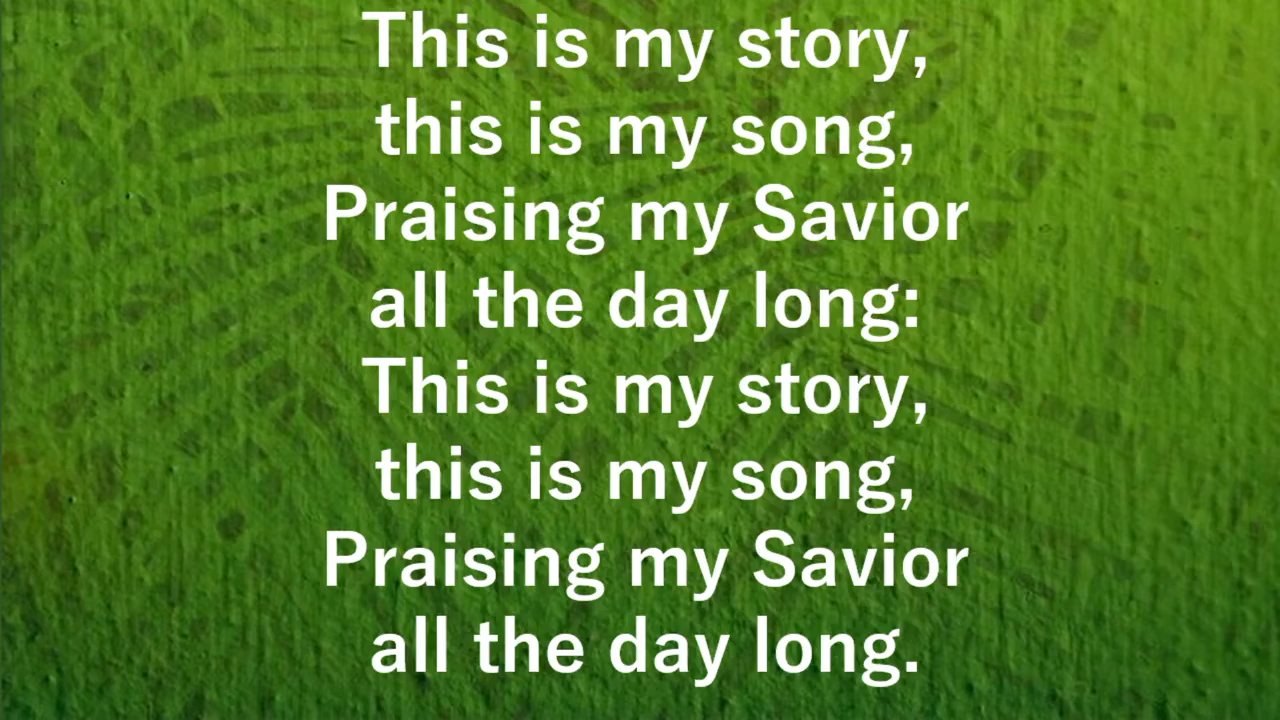 This is my story,
this is my song,
Praising my Savior
all the day long:
This is my story,
this is my song,
Praising my Savior
all the day long.